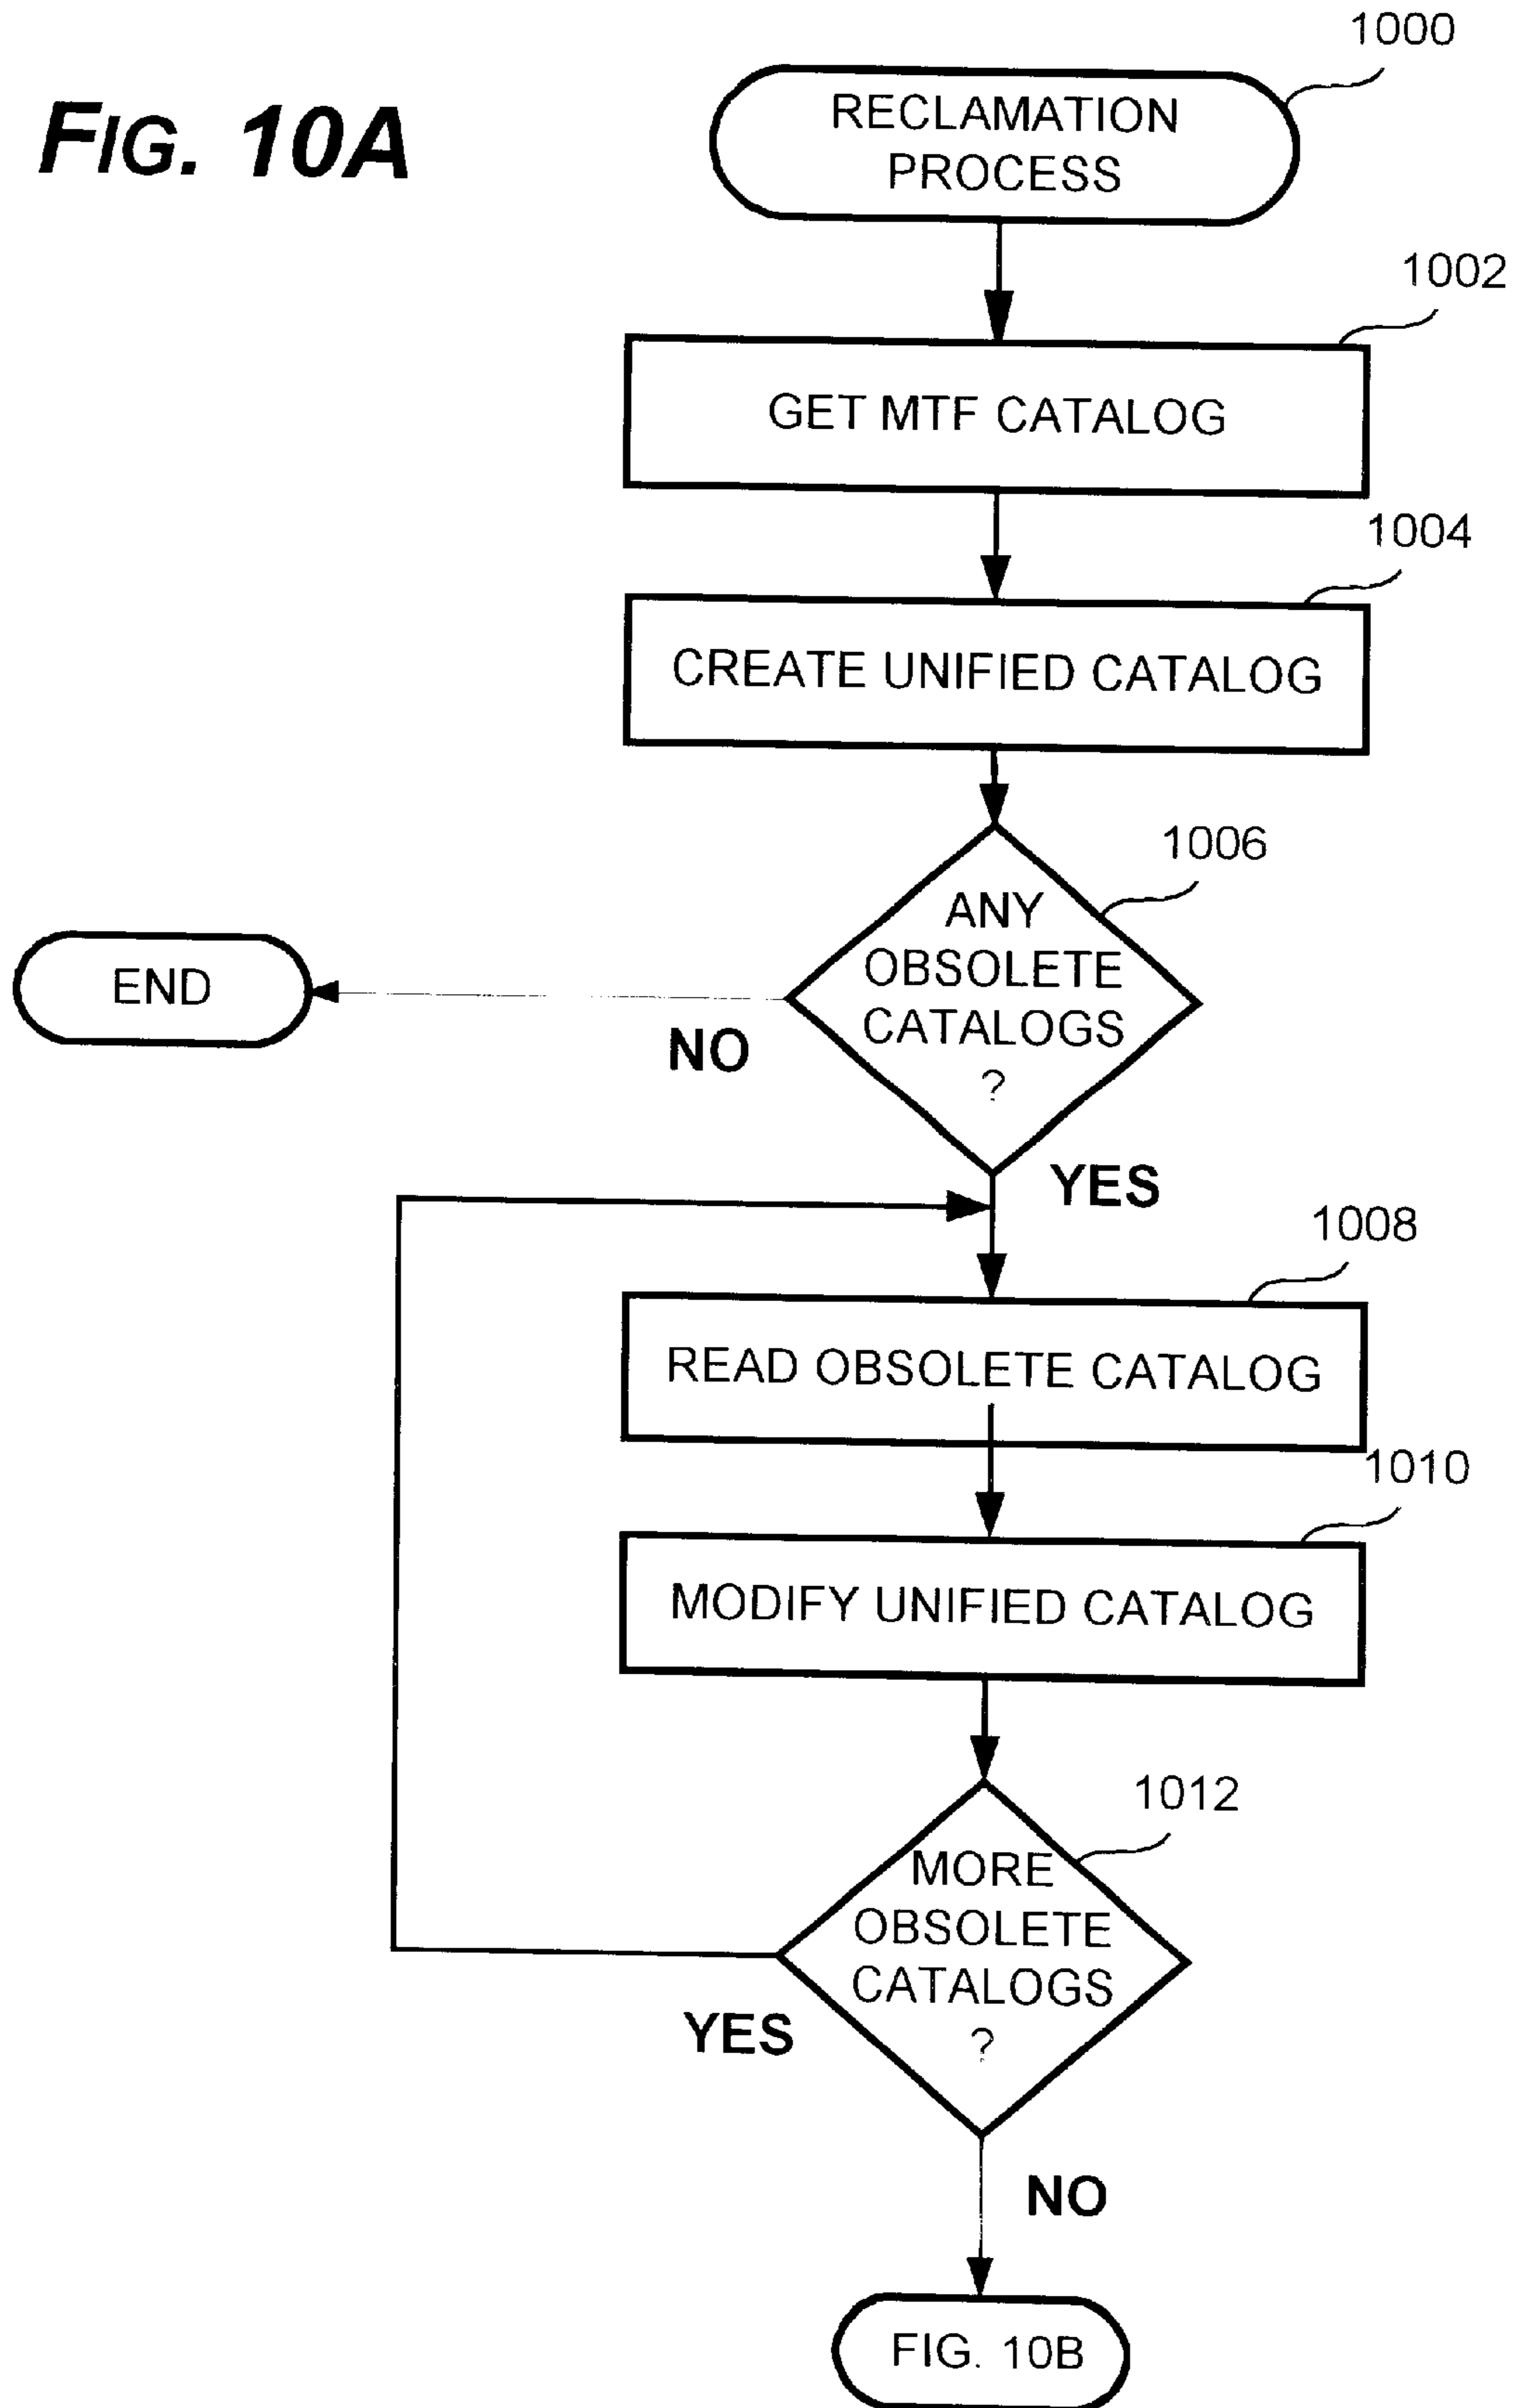 FIG. 10A
1000
RECLAMATION
PROCESS
1002
GET MTF CATALOG
1004
CREATE UNIFIED CATALOG
1006
ANY
OBSOLETE
CATALOGS
?
END
NO
YES
1008
READ OBSOLETE CATALOG
1010
MODIFY UNIFIED CATALOG
1012
MORE
OBSOLETE
CATALOGS
?
YES
NO
FIG. 10B